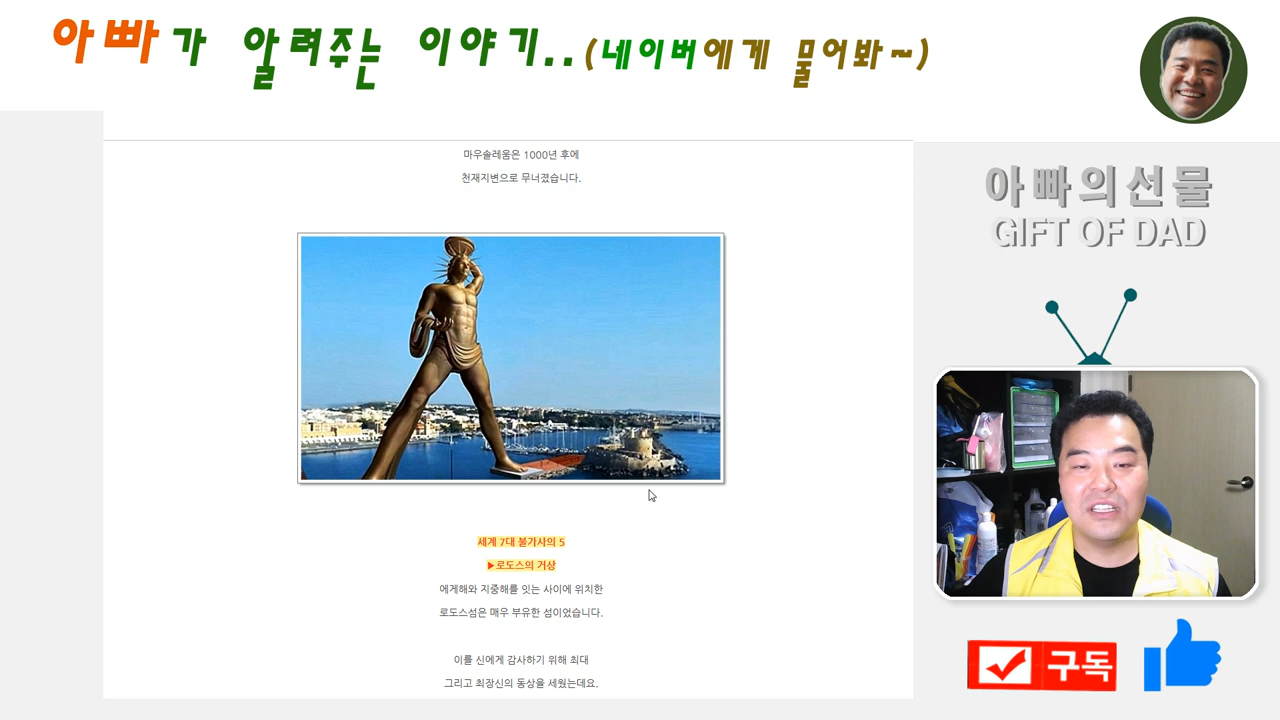 아빠가 알려주는 이야기..(네이버에게 물어봐~)
마우솔레움은 1000년 후에
천재지변으로 무너졌습니다.
세계 7대 불가사의 5
▶로도스의 거상
에게해와 지중해를 잇는 사이에 위치한
로도스섬은 매우 부유한 섬이었습니다.
이를 신에게 감사하기 위해 최대
그리고 최장신의 동상을 세웠는데요.
아빠의선물
GIFT OF DAD
구독